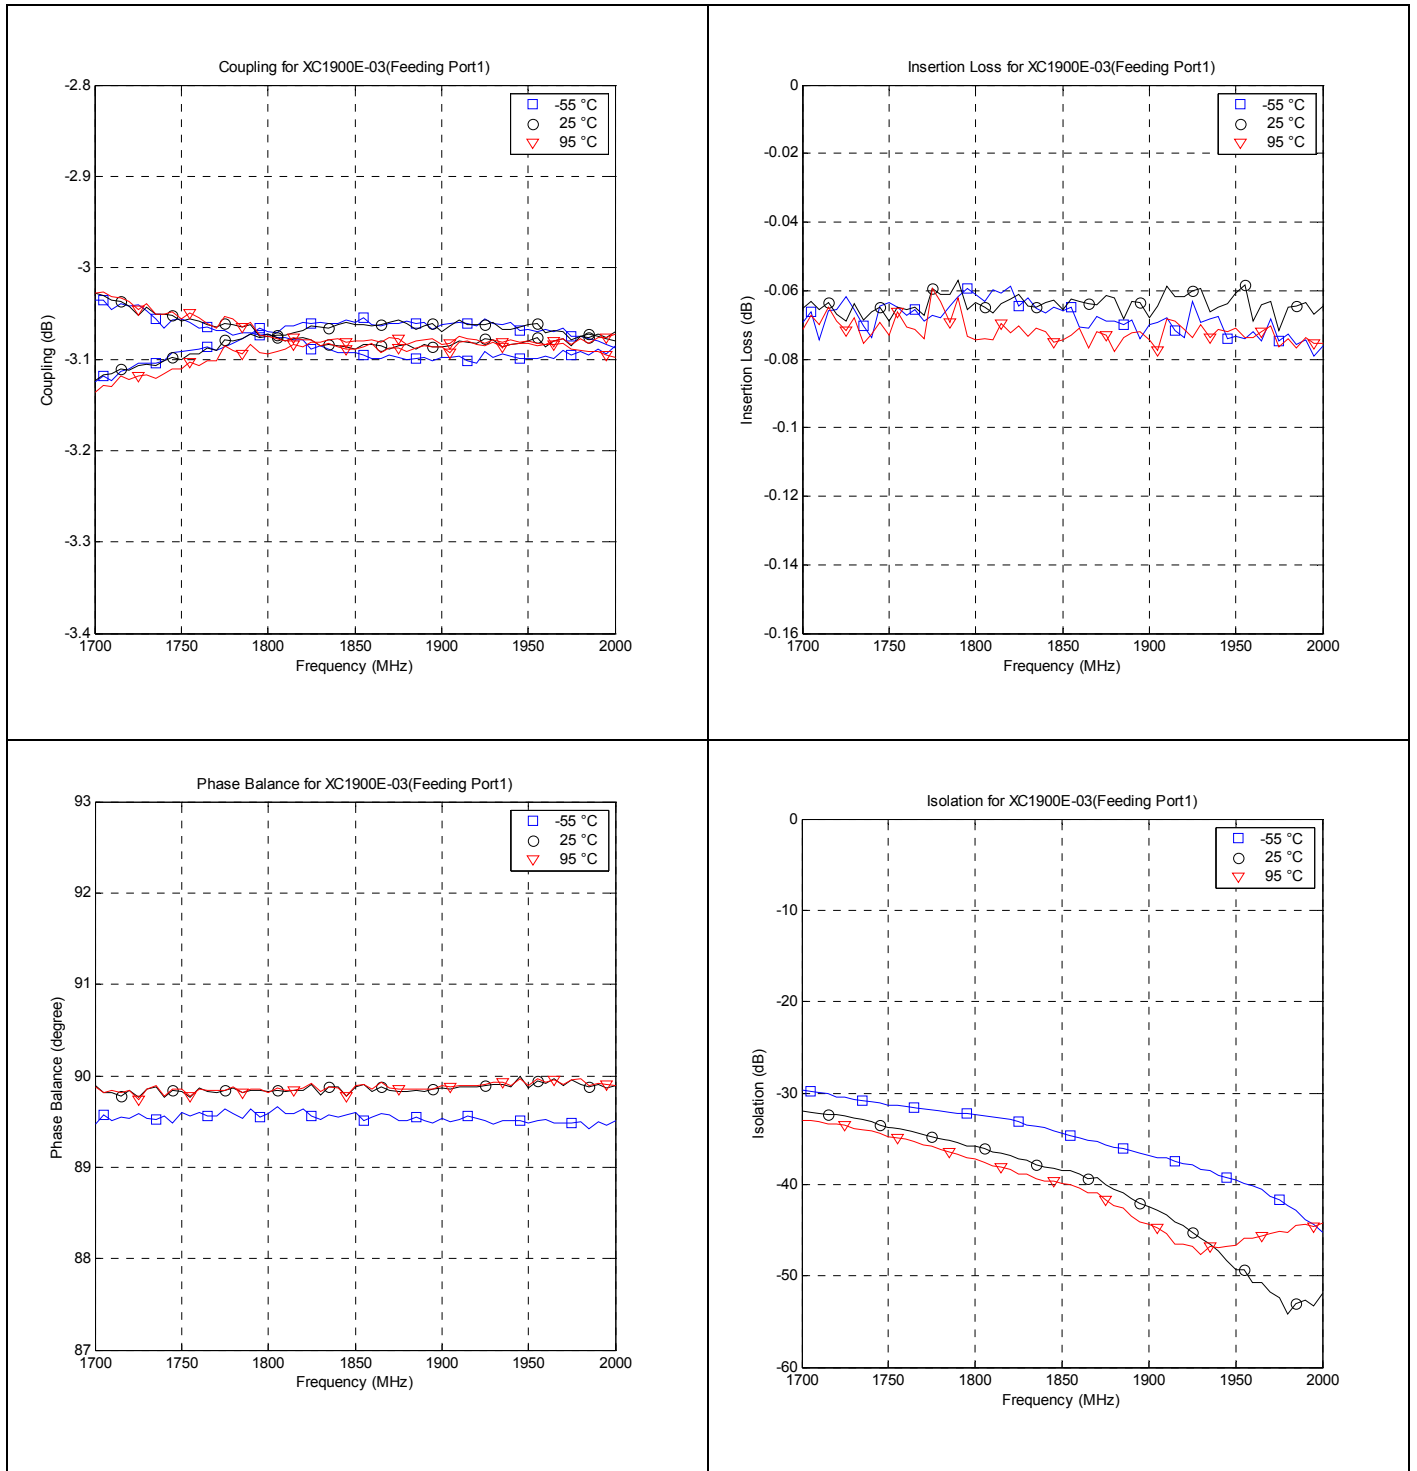 Coupling for XC1900E-03(Feeding Port1)
-2.8
-2.9
-3
-3.1
-3.2
-3.3
-3.4
Coupling (dB)
-55 °C
25 °C
95 °C
1700 1750 1800 1850 1900 1950 2000
Frequency (MHz)
Insertion Loss for XC1900E-03(Feeding Port1)
0
-0.02
-0.04
-0.06
-0.08
-0.1
-0.12
-0.14
-0.16
Insertion Loss (dB)
-55 °C
25 °C
95 °C
1700 1750 1800 1850 1900 1950 2000
Frequency (MHz)
Phase Balance for XC1900E-03(Feeding Port1)
93
92
91
90
89
88
87
Phase Balance (degree)
-55 °C
25 °C
95 °C
1700 1750 1800 1850 1900 1950 2000
Frequency (MHz)
Isolation for XC1900E-03(Feeding Port1)
0
-10
-20
-30
-40
-50
-60
Isolation (dB)
-55 °C
25 °C
95 °C
1700 1750 1800 1850 1900 1950 2000
Frequency (MHz)